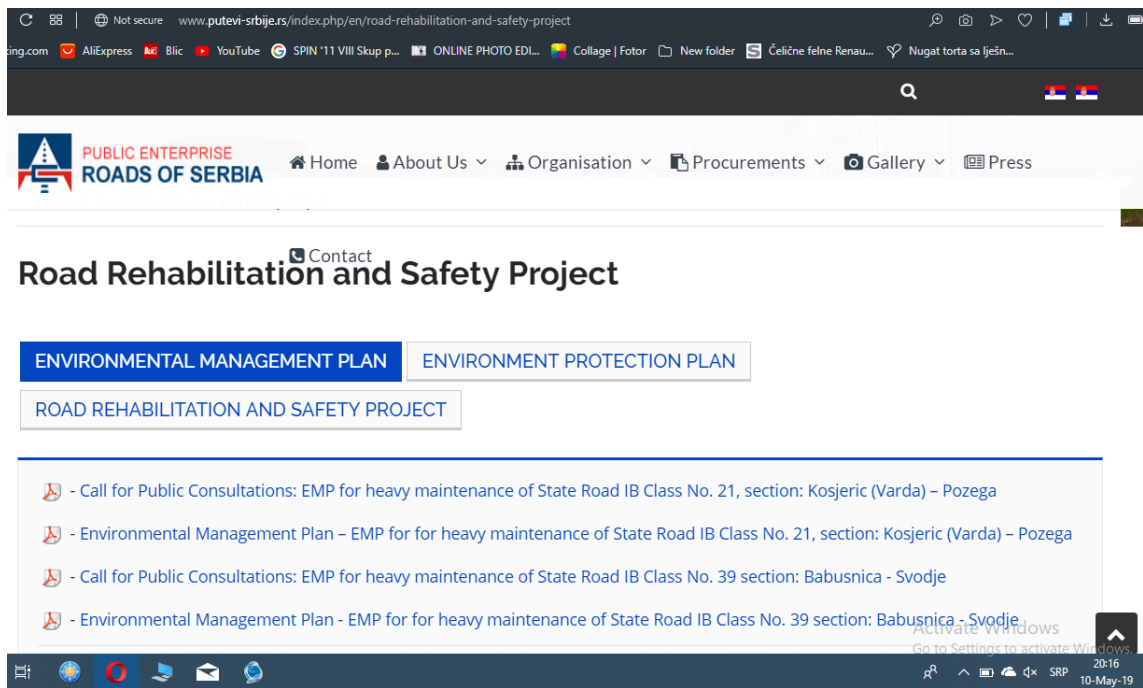 Not secure www.putevi-srbije.rs/index.php/en/road-rehabilitation-and-safety-project
ing.com AliExpress Blic YouTube SPIN '11 VIII Skup p... ONLINE PHOTO EDI... Collage | Fotor New folder Čelične felne Renau... Nugat torta sa lješn...
PUBLIC ENTERPRISE
ROADS OF SERBIA
Home About Us Organisation Procurements Gallery Press
Contact
Road Rehabilitation and Safety Project
ENVIRONMENTAL MANAGEMENT PLAN ENVIRONMENT PROTECTION PLAN
ROAD REHABILITATION AND SAFETY PROJECT
- Call for Public Consultations: EMP for heavy maintenance of State Road IB Class No. 21, section: Kosjeric (Varda) – Pozega
- Environmental Management Plan – EMP for for heavy maintenance of State Road IB Class No. 21, section: Kosjeric (Varda) – Pozega
- Call for Public Consultations: EMP for heavy maintenance of State Road IB Class No. 39 section: Babusnica - Svodje
- Environmental Management Plan - EMP for for heavy maintenance of State Road IB Class No. 39 section: Babusnica - Svodje
Activate Windows
Go to Settings to activate Windows.
SRP 20:16
10-May-19